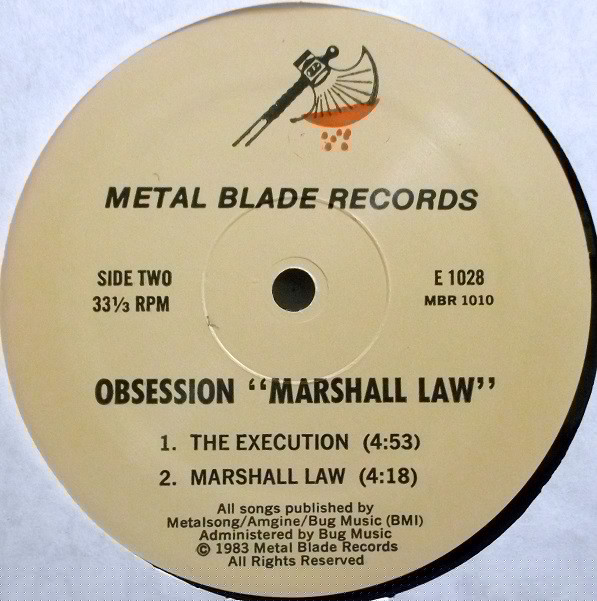 METAL BLADE RECORDS
SIDE TWO
33⅓ RPM
E 1028
MBR 1010
OBSESSION "MARSHALL LAW"
1. THE EXECUTION (4:53)
2. MARSHALL LAW (4:18)
All songs published by
Metalsong/Amgine/Bug Music (BMI)
Administered by Bug Music
© 1983 Metal Blade Records
All Rights Reserved